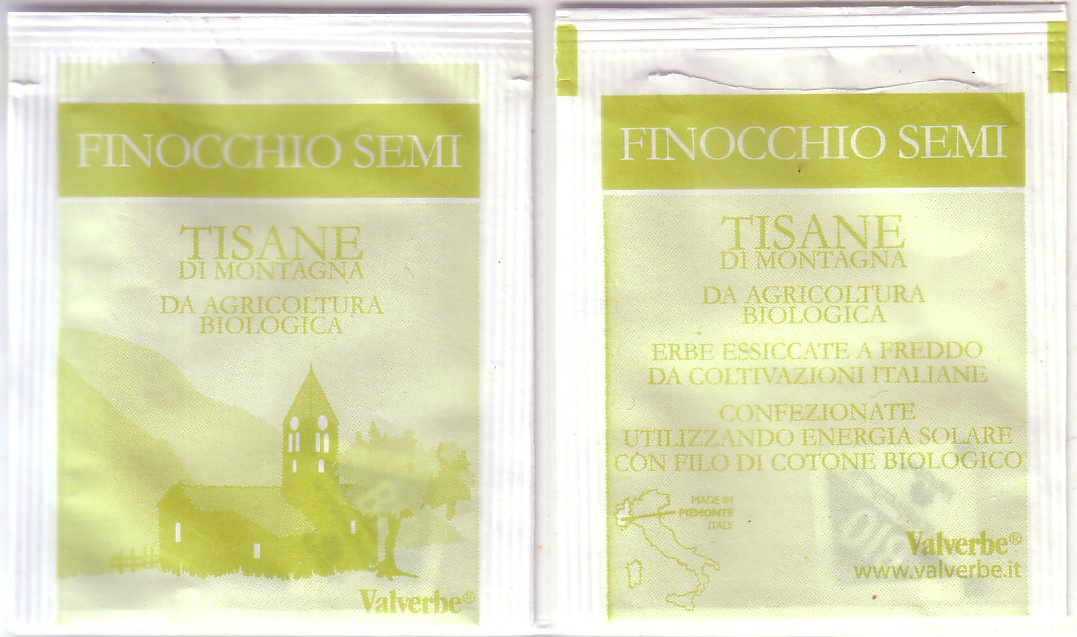 FINOCCHIO SEMI
TISANE
DI MONTAGNA
DA AGRICOLTURA
BIOLOGICA
Valverbe®
FINOCCHIO SEMI
TISANE
DI MONTAGNA
DA AGRICOLTURA
BIOLOGICA
ERBE ESSICCATE A FREDDO
DA COLTIVAZIONI ITALIANE
CONFEZIONATE
UTILIZZANDO ENERGIA SOLARE
CON FILO DI COTONE BIOLOGICO
MADE IN
PIEMONTE
ITALY
Valverbe®
www.valverbe.it